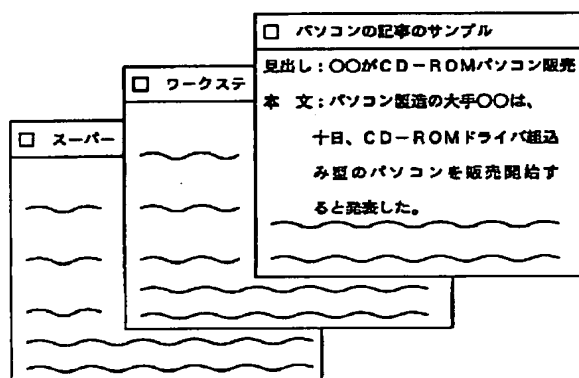 パソコンの記事のサンプル
見出し:〇〇がCD-ROMパソコン販売
本 文:パソコン製造の大手〇〇は、
十日、CD-ROMドライバ組込
み型のパソコンを販売開始す
ると発表した。
ワークステ
スーパー